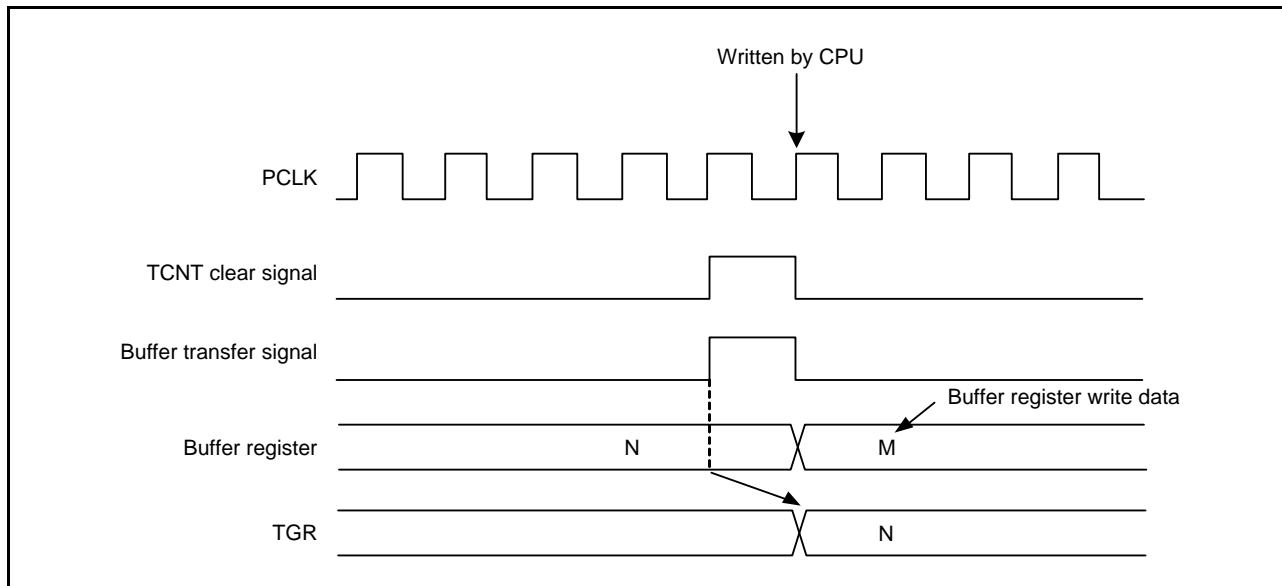 Written by CPU
PCLK
TCNT clear signal
Buffer transfer signal
Buffer register write data
Buffer register
N
M
TGR
N